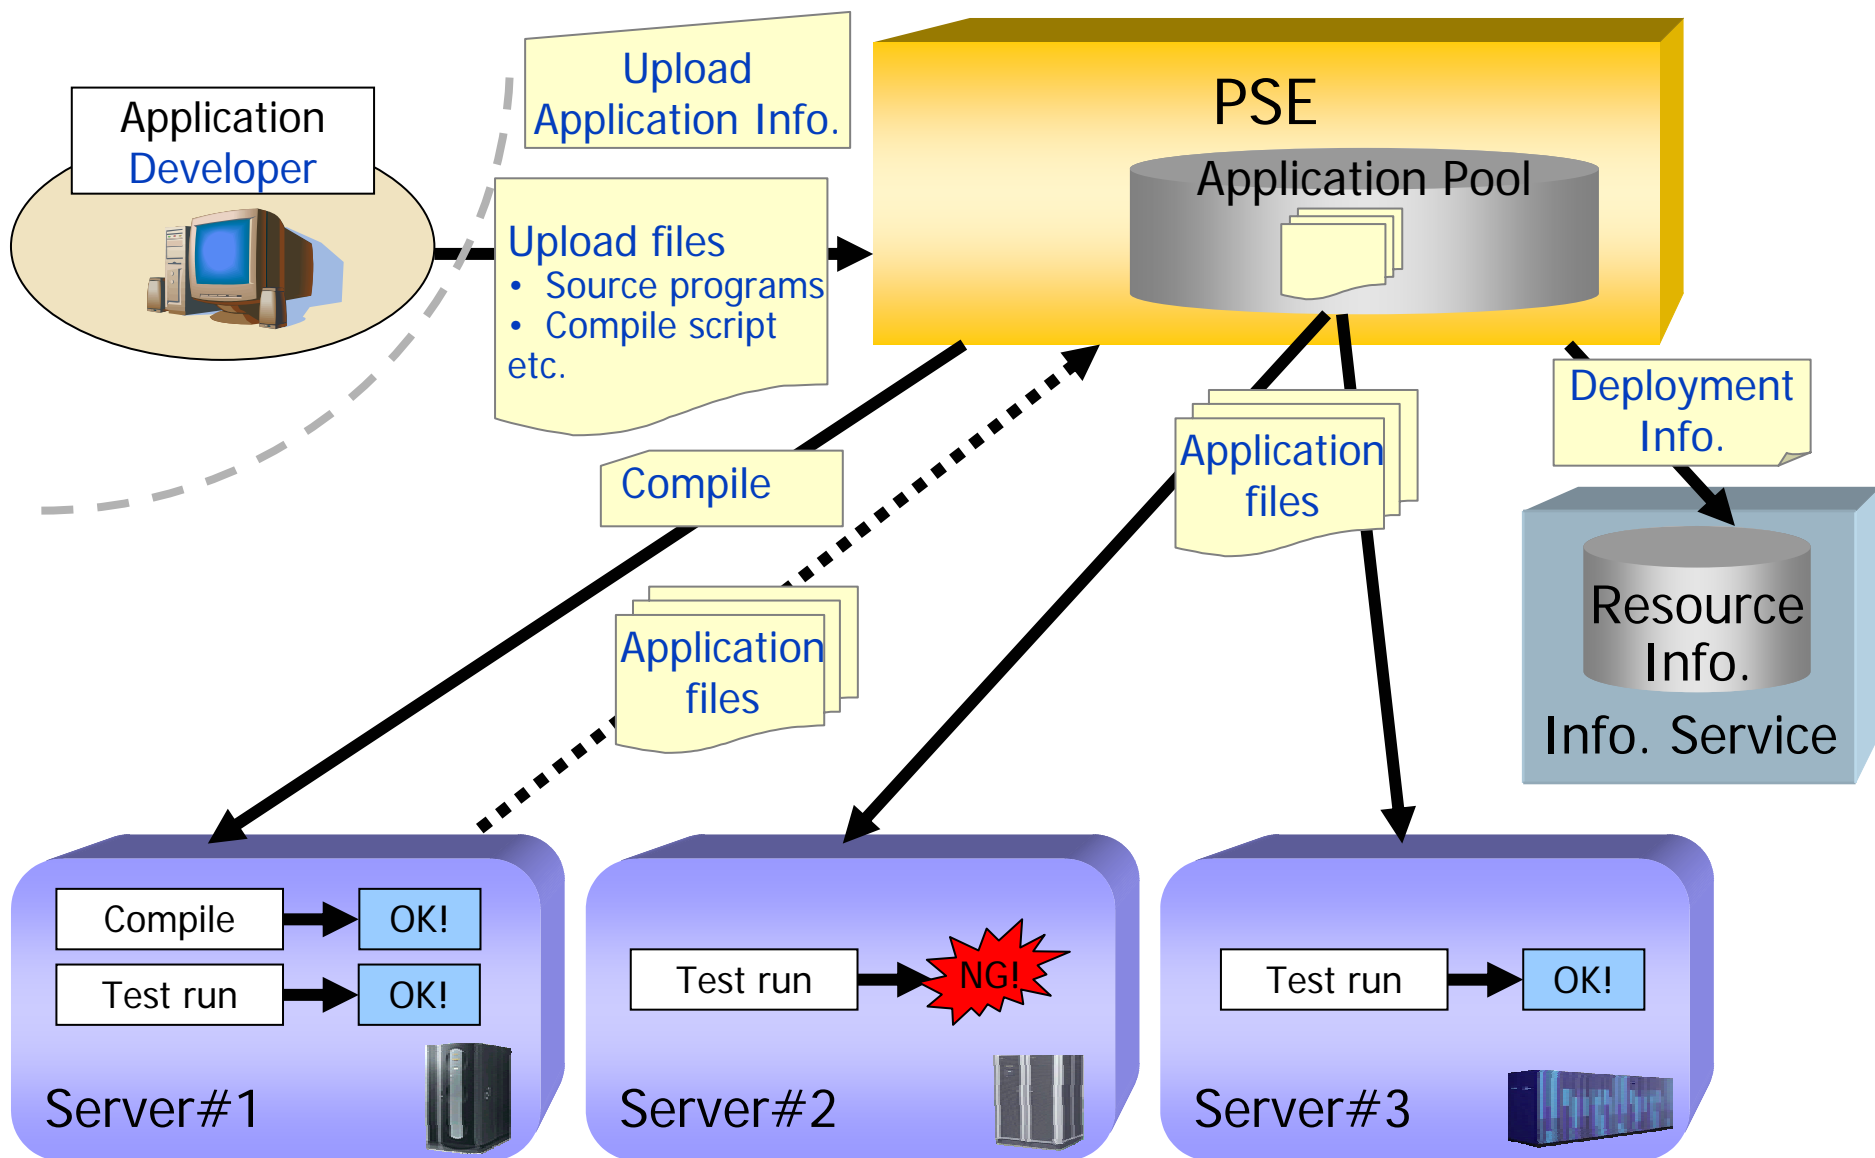 Application
Developer
Upload
Application Info.
Upload files
• Source programs
• Compile script
etc.
PSE
Application Pool
Compile
Application
files
Application
files
Deployment
Info.
Resource
Info.
Info. Service
Compile
OK!
Test run
OK!
Server#1
Test run
NG!
Server#2
Test run
OK!
Server#3